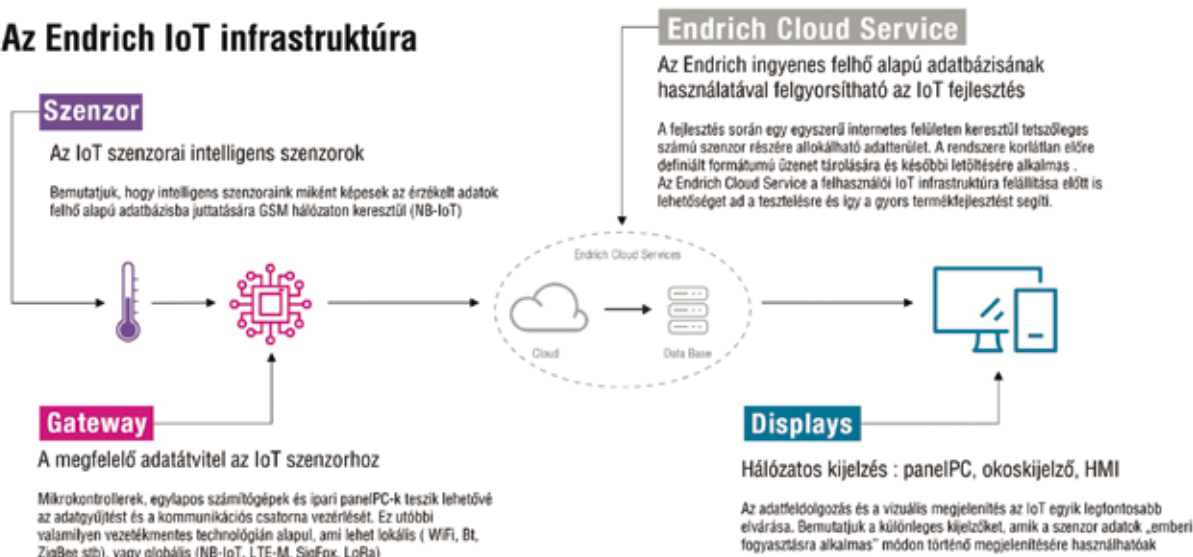 Az Endrich IoT infrastruktúra
Endrich Cloud Service
Az Endrich ingyenes felhő alapú adatbázisának
használatával felgyorsítható az IoT fejlesztés
A fejlesztés során egy egyszerű internetes felületen keresztül tetszőleges
számú szenzor részére allokálható adatterület. A rendszere korlátlan előre
definiált formátumú üzenet tárolására és későbbi letöltésére alkalmas .
Az Endrich Cloud Service a felhasználói IoT infrastruktúra felállítása előtt is
lehetőséget ad a tesztelésre és így a gyors termékfejlesztést segíti.
Szenzor
Az IoT szenzorai intelligens szenzorok
Bemutatjuk, hogy intelligens szenzoraink miként képesek az érzékelt adatok
felhő alapú adatbázisba juttatására GSM hálózaton keresztül (NB-IoT)
Endrich Cloud Services
Cloud
Data Base
Gateway
A megfelelő adatátvitel az IoT szenzorhoz
Mikrokontrollerek, egylapos számítógépek és ipari panelPC-k teszik lehetővé
az adatgyűjtést és a kommunikációs csatorna vezérlését. Ez utóbbi
valamilyen vezetékmentes technológián alapul, ami lehet lokális ( WiFi, Bt,
ZigBee stb), vagy globális (NB-IoT, LTE-M, SigFox, LoRa)
Displays
Hálózatos kijelzés : panelPC, okoskijelző, HMI
Az adatfeldolgozás és a vizuális megjelenítés az IoT egyik legfontosabb
elvárása. Bemutatjuk a különleges kijelzőket, amik a szenzor adatok „emberi
fogyasztásra alkalmas” módon történő megjelenítésére használhatóak